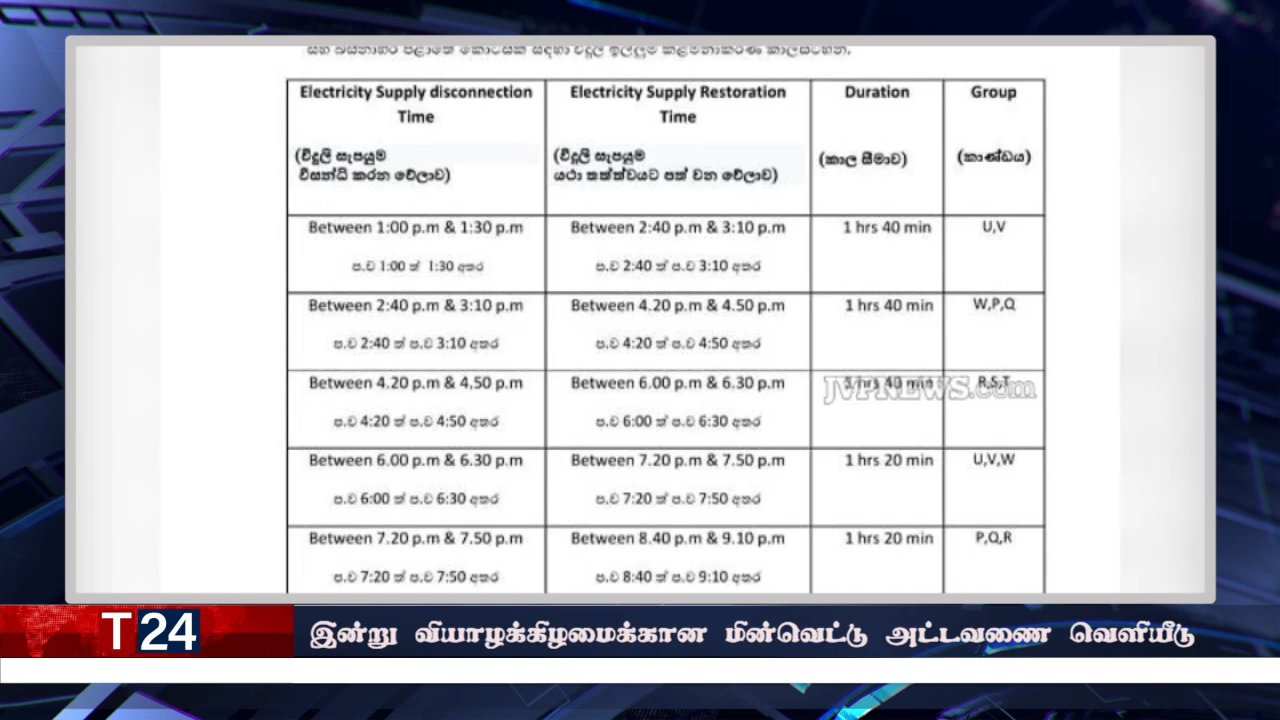 Electricity Supply disconnection Time
Electricity Supply Restoration Time
Duration
Group
(විදුලි සැපයුම
විසන්ධි කරන වේලාව)
(විදුලි සැපයුම
යථා තත්ත්වයට පත් වන වේලාව)
(කාල සීමාව)
(කාණ්ඩය)
Between 1:00 p.m & 1:30 p.m
Between 2:40 p.m & 3:10 p.m
1 hrs 40 min
U,V
ප.ව 1:00 ත් 1:30 අතර
ප.ව 2:40 ත් ප.ව 3:10 අතර
Between 2:40 p.m & 3:10 p.m
Between 4.20 p.m & 4.50 p.m
1 hrs 40 min
W,P,Q
ප.ව 2:40 ත් ප.ව 3:10 අතර
ප.ව 4:20 ත් ප.ව 4:50 අතර
Between 4.20 p.m & 4,50 p.m
Between 6.00 p.m & 6.30 p.m
1 hrs 40 min
R,S,T
JVPNEWS.com
ප.ව 4:20 ත් ප.ව 4:50 අතර
ප.ව 6:00 ත් ප.ව 6:30 අතර
Between 6.00 p.m & 6.30 p.m
Between 7.20 p.m & 7.50 p.m
1 hrs 20 min
U,V,W
ප.ව 6:00 ත් ප.ව 6:30 අතර
ප.ව 7:20 ත් ප.ව 7:50 අතර
Between 7.20 p.m & 7.50 p.m
Between 8.40 p.m & 9.10 p.m
1 hrs 20 min
P,Q,R
ප.ව 7:20 ත් ප.ව 7:50 අතර
ප.ව 8:40 ත් ප.ව 9:10 අතර
T 24
இன்று வியாழக்கிழமைக்கான மின்வெட்டு அட்டவணை வெளியீடு